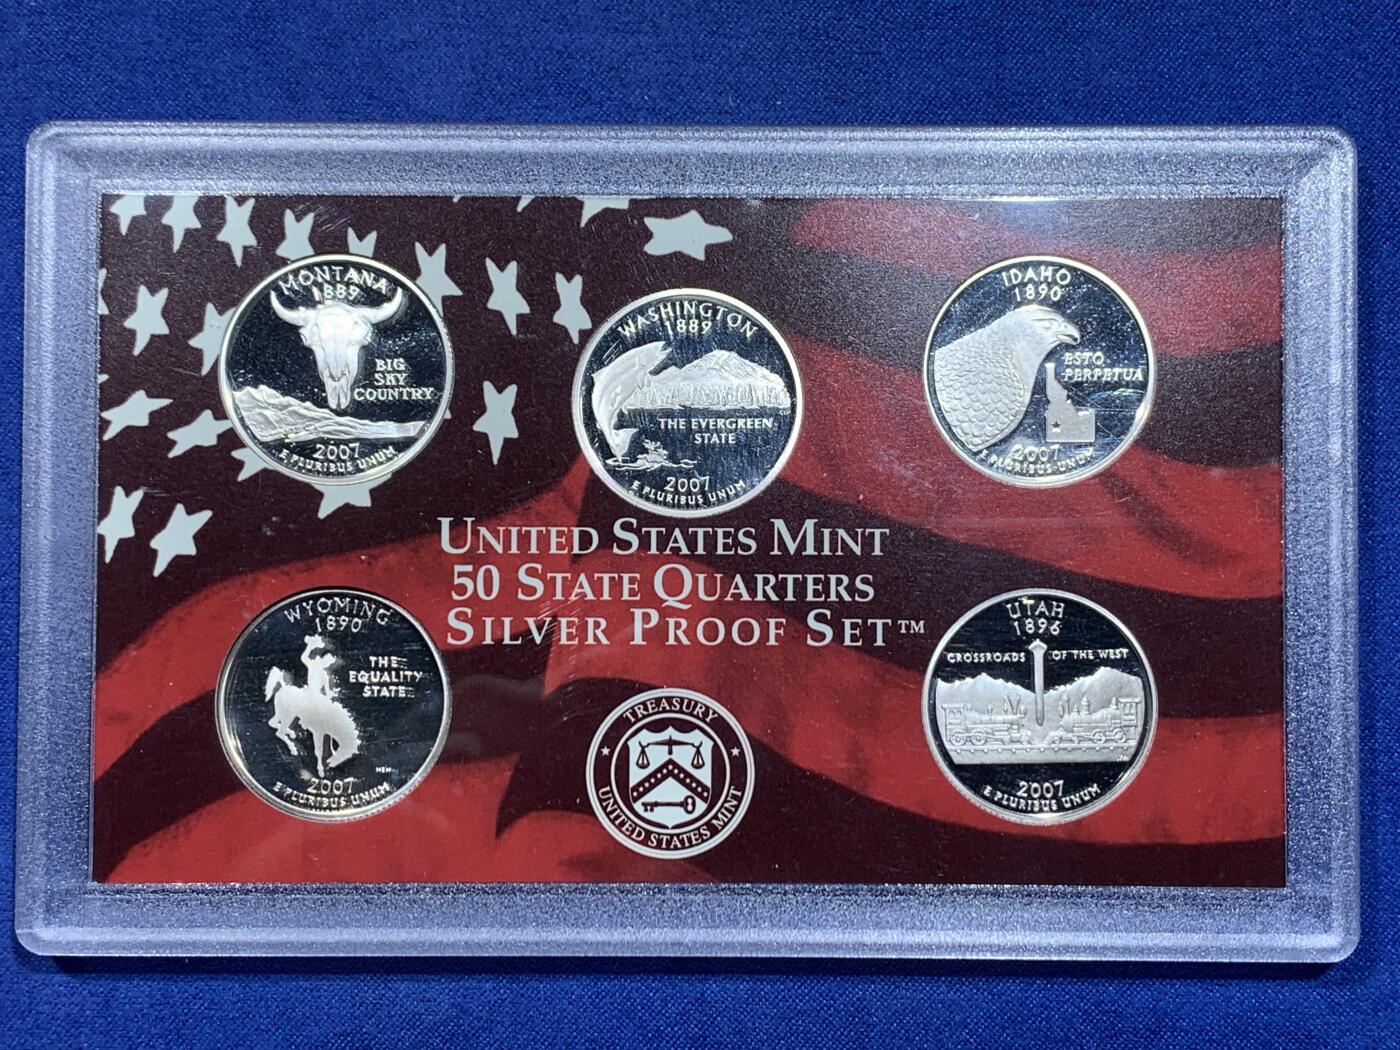 MONTANA
1889
BIG
SKY
COUNTRY
2007
E PLURIBUS UNUM
WASHINGTON
1889
THE EVERGREEN
STATE
2007
E PLURIBUS UNUM
IDAHO
1890
ESTO
PERPETUA
2007
E PLURIBUS UNUM
UNITED STATES MINT
50 STATE QUARTERS
SILVER PROOF SET™
WYOMING
1890
THE
EQUALITY
STATE
2007
E PLURIBUS UNUM
TREASURY
UNITED STATES MINT
UTAH
1896
CROSSROADS OF THE WEST
2007
E PLURIBUS UNUM